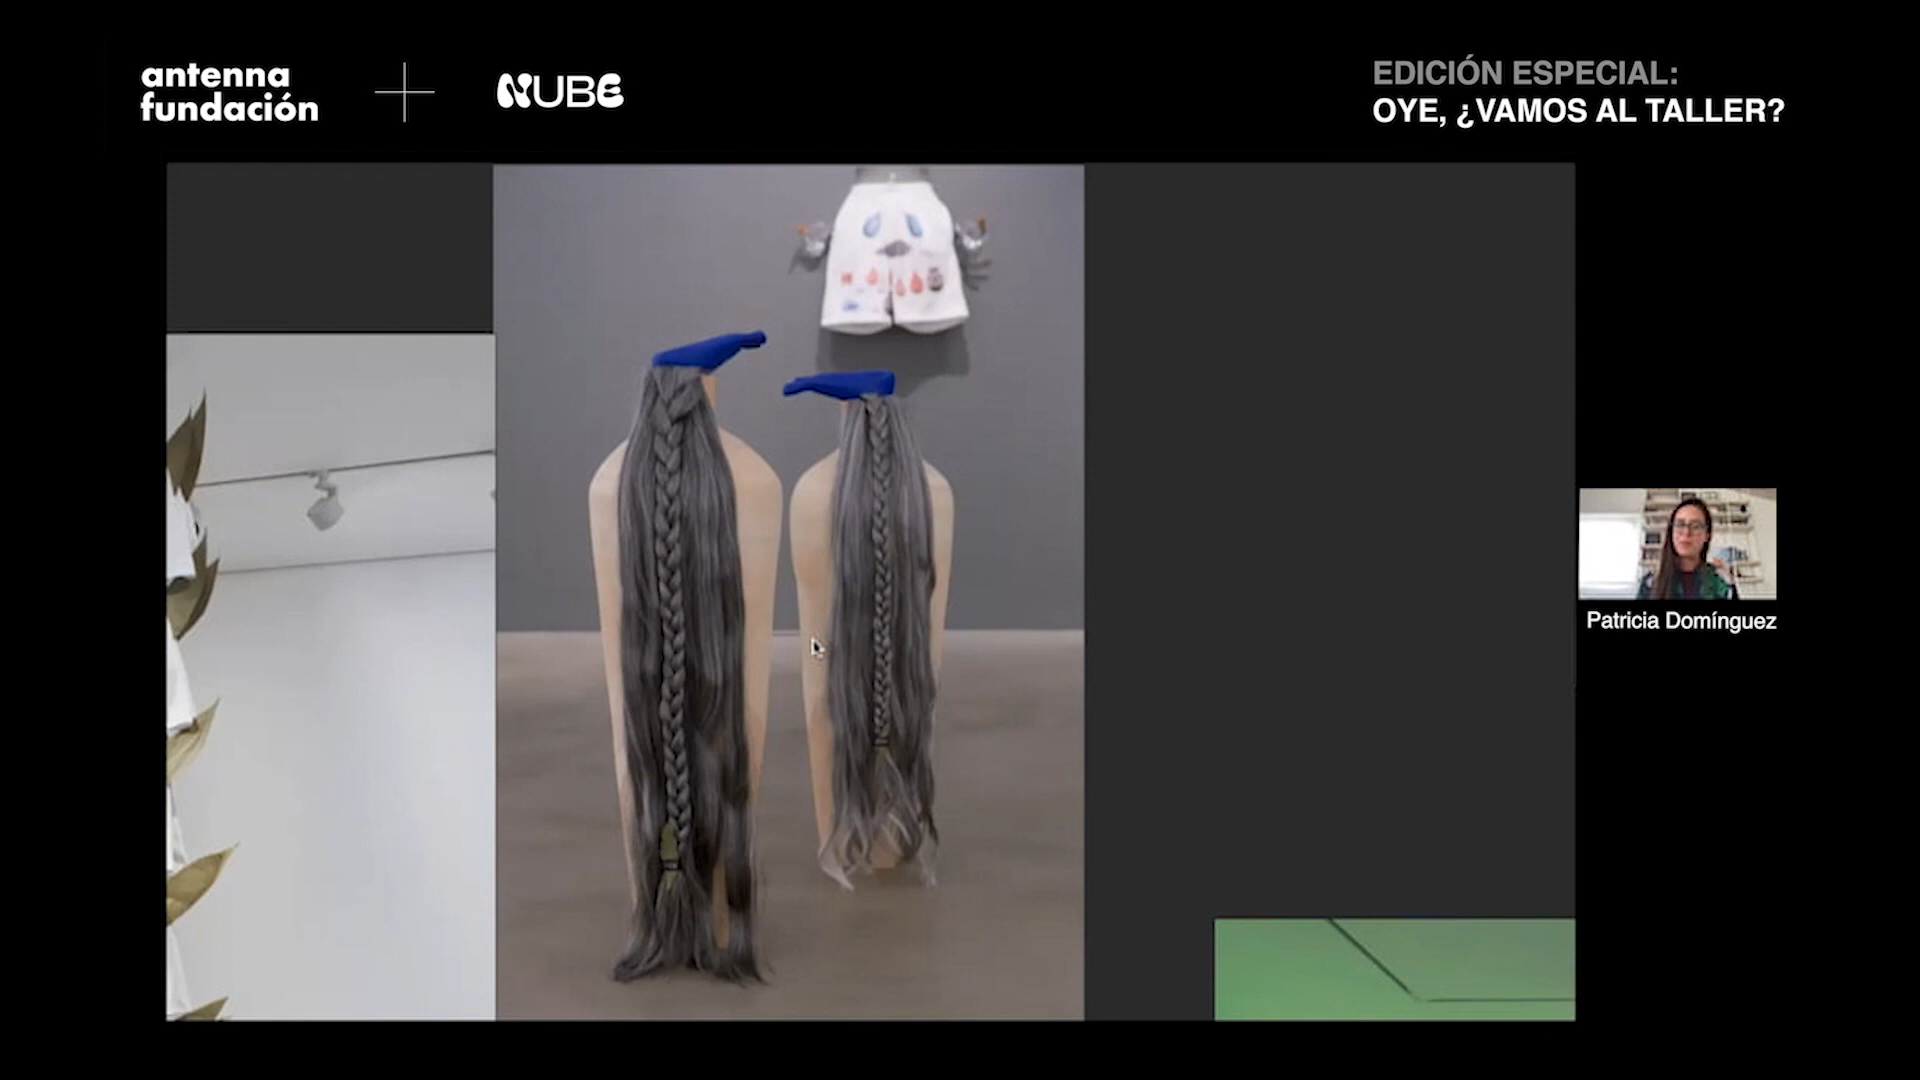 antenna
fundación
NUBE
EDICIÓN ESPECIAL:
OYE, ¿VAMOS AL TALLER?
Patricia Domínguez